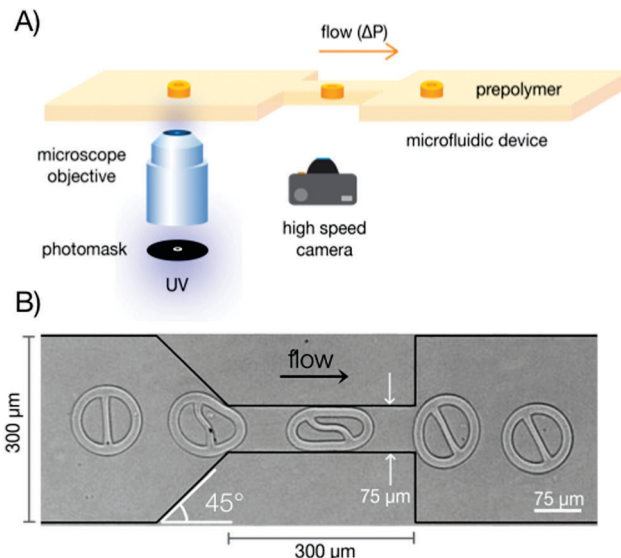 A)
flow (ΔP)
prepolymer
microfluidic device
microscope
objective
high speed
camera
photomask
UV
B)
flow
300 µm
75 µm
75 µm
45°
300 µm